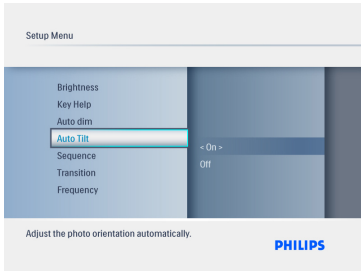 Setup Menu
Brightness
Key Help
Auto dim
Auto Tilt
Sequence
Transition
Frequency
< On >
Off
Adjust the photo orientation automatically.
PHILIPS